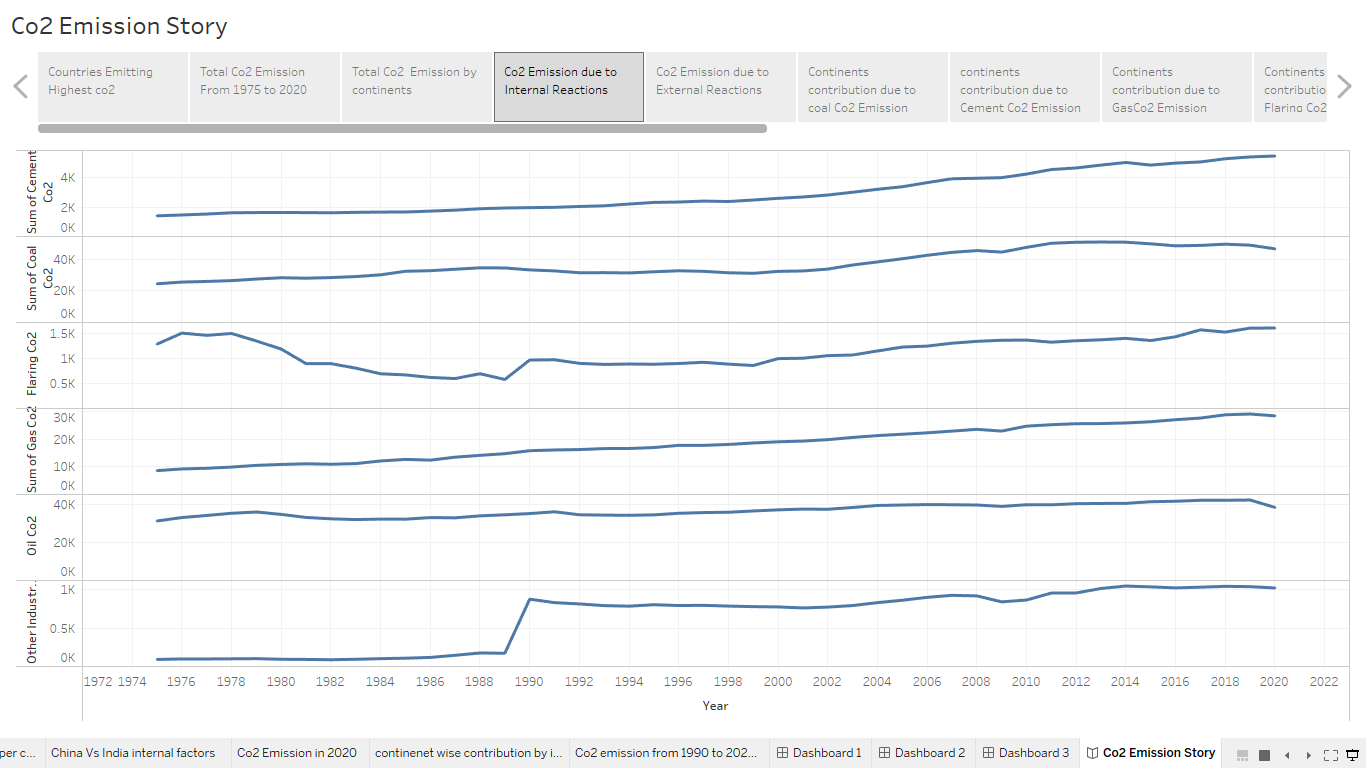 Co2 Emission Story
Countries Emitting
Highest co2
Total Co2 Emission
From 1975 to 2020
Total Co2 Emission by
continents
Co2 Emission due to
Internal Reactions
Co2 Emission due to
External Reactions
Continents
contribution due to
coal Co2 Emission
continents
contribution due to
Cement Co2 Emission
Continents
contribution due to
GasCo2 Emission
Continents
contributio
Flaring Co2
Sum of Cement
Co2
4K
2K
0K
Sum of Coal
Co2
40K
20K
0K
Flaring Co2
1.5K
1K
0.5K
Sum of Gas Co2
30K
20K
10K
0K
Oil Co2
40K
20K
0K
Other Industr..
1K
0.5K
0K
1972 1974 1976 1978 1980 1982 1984 1986 1988 1990 1992 1994 1996 1998 2000 2002 2004 2006 2008 2010 2012 2014 2016 2018 2020 2022
Year
per c... China Vs India internal factors Co2 Emission in 2020 continenet wise contribution by i... Co2 emission from 1990 to 202... Dashboard 1 Dashboard 2 Dashboard 3 Co2 Emission Story